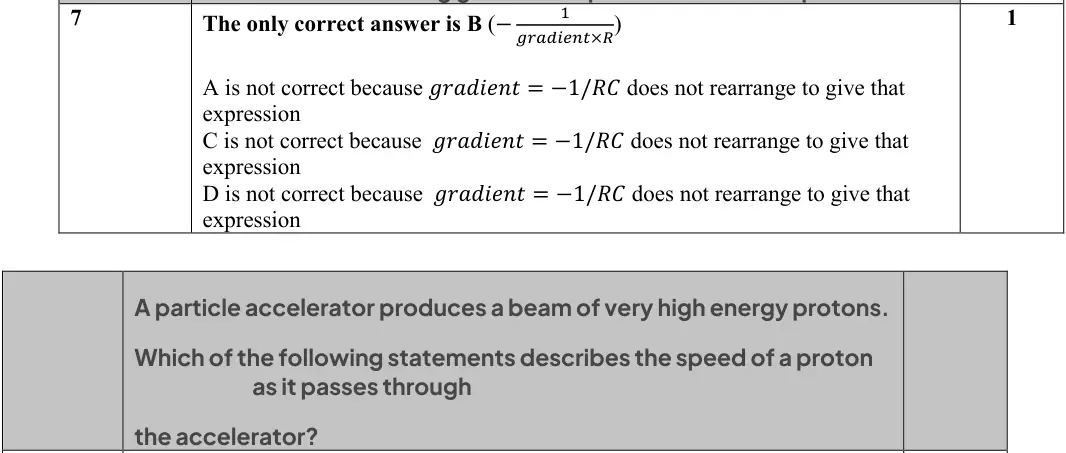 7
The only correct answer is B (− 1/(gradient×R))
1
A is not correct because gradient = −1/RC does not rearrange to give that
expression
C is not correct because gradient = −1/RC does not rearrange to give that
expression
D is not correct because gradient = −1/RC does not rearrange to give that
expression
A particle accelerator produces a beam of very high energy protons.
Which of the following statements describes the speed of a proton
as it passes through
the accelerator?